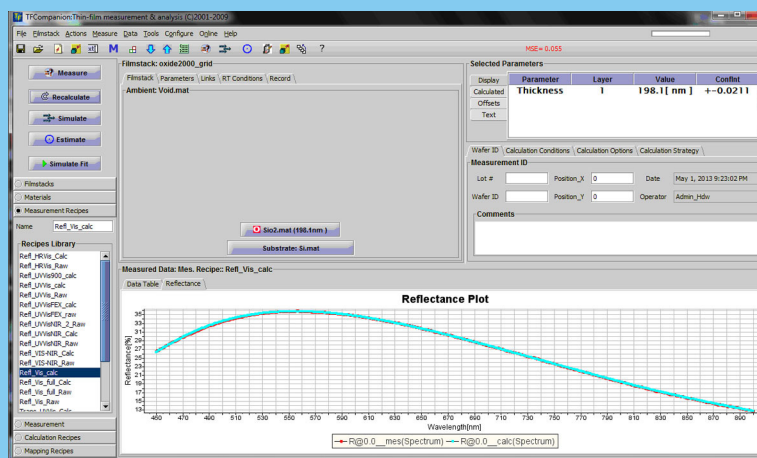 TFCompanion:Thin-film measurement & analysis (C)2001-2009
File Filmstack Actions Measure Data Tools Configure Online Help
M ?
MSE= 0.055
Measure
Recalculate
Simulate
Estimate
Simulate Fit
Filmstacks
Materials
Measurement Recipes
Name Refl_Vis_calc
Recipes Library
Refl_HRVis_Calc
Refl_HRVis_Raw
Refl_UVVis900_calc
Refl_UVVis_calc
Refl_UVVis_Raw
Refl_UVVisFEX_calc
Refl_UVVisFEX_raw
Refl_UVVisNIR_2_Raw
Refl_UVVisNIR_Calc
Refl_UVVisNIR_Raw
Refl_VIS-NIR_Calc
Refl_VIS-NIR_Raw
Refl_Vis_calc
Refl_Vis_full_Calc
Refl_Vis_full_Raw
Refl_Vis_Raw
Trans_UVVis_Calc
Measurement
Calculation Recipes
Mapping Recipes
Filmstack: oxide2000_grid
Filmstack Parameters Links RT Conditions Record
Ambient: Void.mat
Sio2.mat (198.1nm )
Substrate: Si.mat
Selected Parameters
Display
Calculated
Offsets
Text
Parameter Layer Value ConfInt
Thickness 1 198.1[ nm ] +-0.0211
Wafer ID Calculation Conditions Calculation Options Calculation Strategy
Measurement ID
Lot # Position_X 0 Date May 1, 2013 9:23:02 PM
Wafer ID Position_Y 0 Operator Admin_Hdw
Comments
Measured Data: Mes. Recipe:: Refl_Vis_calc
Data Table Reflectance
Reflectance Plot
Reflectance[%]
35
33
31
29
27
25
23
21
19
17
15
13
450 470 490 510 530 550 570 590 610 630 650 670 690 710 730 750 770 790 810 830 850 870 890
Wavelength[nm]
R@0.0__mes(Spectrum) R@0.0__calc(Spectrum)